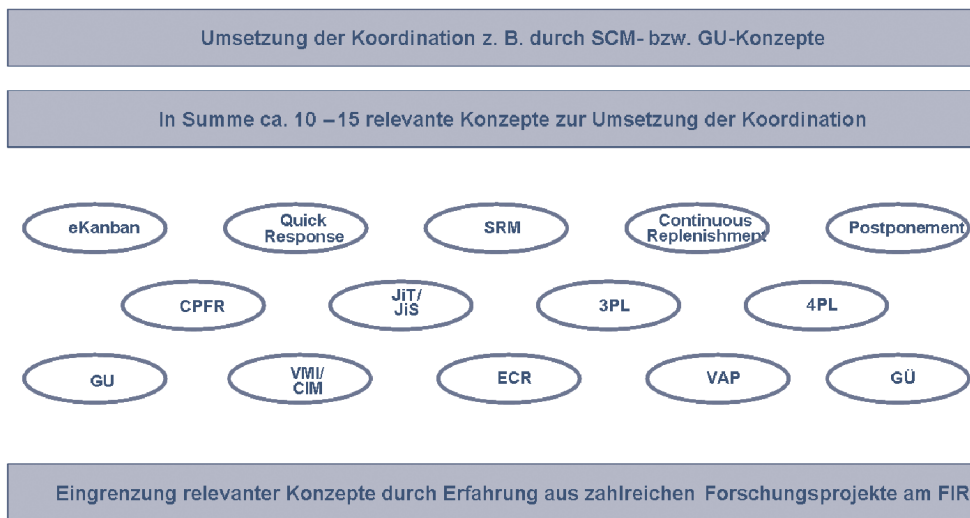 Umsetzung der Koordination z. B. durch SCM- bzw. GU-Konzepte
In Summe ca. 10 – 15 relevante Konzepte zur Umsetzung der Koordination
eKanban
Quick
Response
SRM
Continuous
Replenishment
Postponement
CPFR
JiT/
JiS
3PL
4PL
GU
VMI/
CIM
ECR
VAP
GÜ
Eingrenzung relevanter Konzepte durch Erfahrung aus zahlreichen Forschungsprojekte am FIR